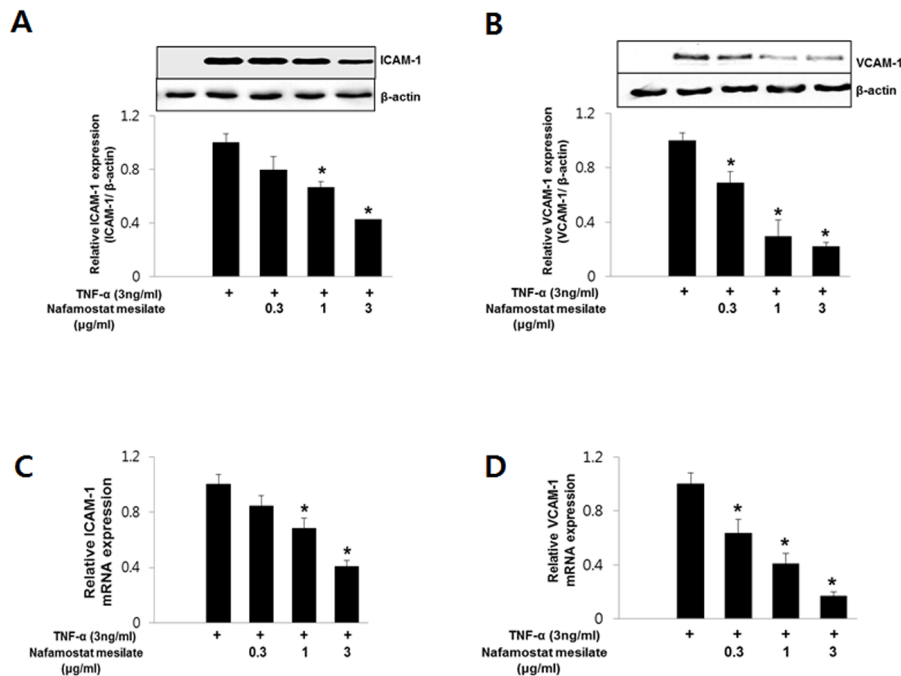 A
ICAM-1
β-actin
1.2
0.8
0.4
0
Relative ICAM-1 expression
(ICAM-1/ β-actin)
*
*
TNF-α (3ng/ml) + + + +
Nafamostat mesilate 0.3 1 3
(μg/ml)
B
VCAM-1
β-actin
1.2
0.8
0.4
0
Relative VCAM-1 expression
(VCAM-1/ β-actin)
*
*
*
TNF-α (3ng/ml) + + + +
Nafamostat mesilate 0.3 1 3
(μg/ml)
C
1.2
0.8
0.4
0
Relative ICAM-1
mRNA expression
*
*
TNF-α (3ng/ml) + + + +
Nafamostat mesilate 0.3 1 3
(μg/ml)
D
1.2
0.8
0.4
0
Relative VCAM-1
mRNA expression
*
*
*
TNF-α (3ng/ml) + + + +
Nafamostat mesilate 0.3 1 3
(μg/ml)